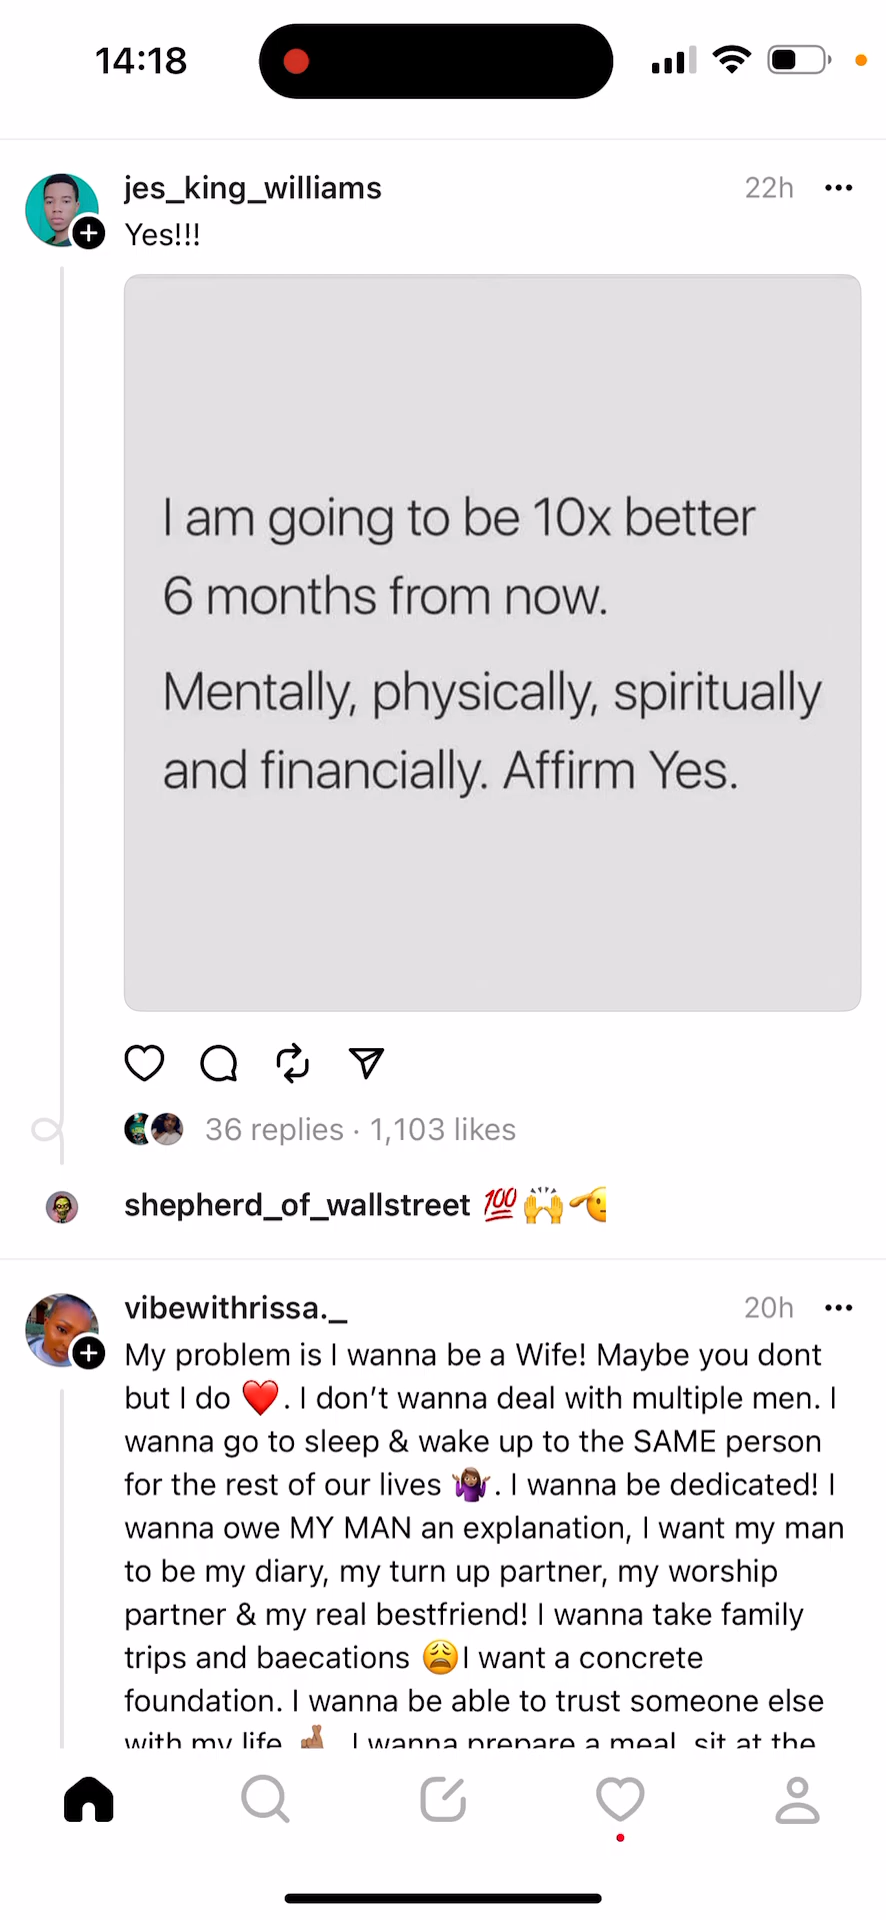 14:18
jes_king_williams 22h
Yes!!!
I am going to be 10x better
6 months from now.
Mentally, physically, spiritually
and financially. Affirm Yes.
36 replies · 1,103 likes
shepherd_of_wallstreet 💯🙌🫡
vibewithrissa._ 20h
My problem is I wanna be a Wife! Maybe you dont
but I do ❤️. I don’t wanna deal with multiple men. I
wanna go to sleep & wake up to the SAME person
for the rest of our lives 🤷🏽‍♀️. I wanna be dedicated! I
wanna owe MY MAN an explanation, I want my man
to be my diary, my turn up partner, my worship
partner & my real bestfriend! I wanna take family
trips and baecations 😩I want a concrete
foundation. I wanna be able to trust someone else
with my life 🤞🏽. I wanna prepare a meal, sit at the